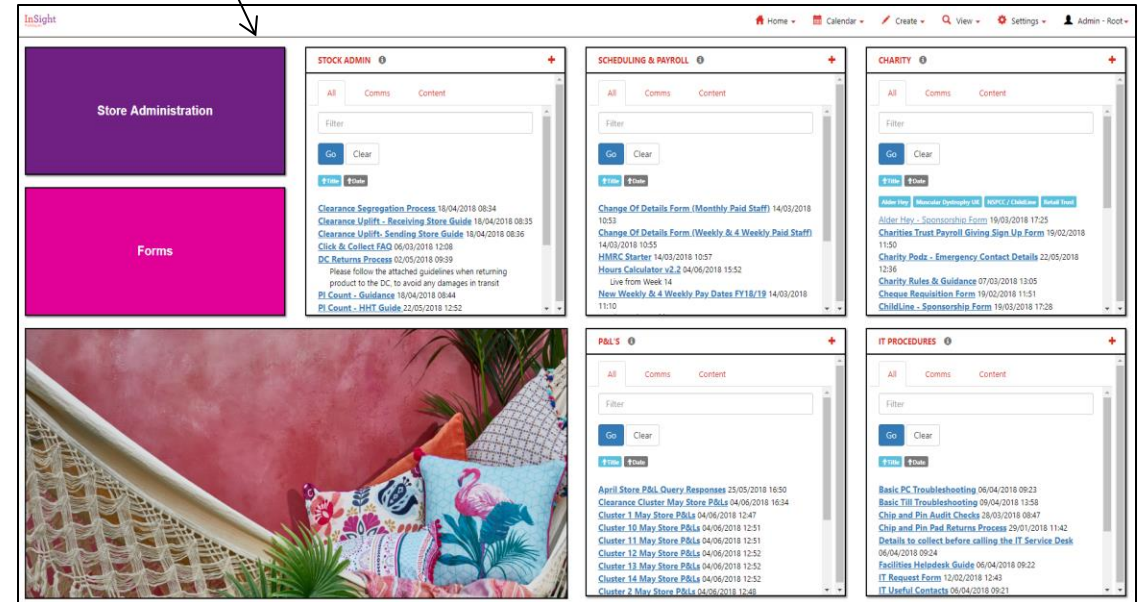 InSight
Home
Calendar
Create
View
Settings
Admin - Root
Store Administration
Forms
STOCK ADMIN
All Comms Content
Filter
Go Clear
Title Date
Clearance Segregation Process 18/04/2018 08:34
Clearance Uplift - Receiving Store Guide 18/04/2018 08:35
Clearance Uplift- Sending Store Guide 18/04/2018 08:36
Click & Collect FAQ 06/03/2018 12:08
DC Returns Process 02/05/2018 09:39
Please follow the attached guidelines when returning
product to the DC, to avoid any damages in transit
PI Count - Guidance 18/04/2018 08:44
PI Count - HHT Guide 22/05/2018 12:52
SCHEDULING & PAYROLL
All Comms Content
Filter
Go Clear
Title Date
Change Of Details Form (Monthly Paid Staff) 14/03/2018
10:53
Change Of Details Form (Weekly & 4 Weekly Paid Staff)
14/03/2018 10:55
HMRC Starter 14/03/2018 10:57
Hours Calculator v2.2 04/06/2018 15:52
Live from Week 14
New Weekly & 4 Weekly Pay Dates FY18/19 14/03/2018
11:10
CHARITY
All Comms Content
Filter
Go Clear
Title Date
Alder Hey Muscular Dystrophy UK NSPCC / ChildLine Retail Trust
Alder Hey - Sponsorship Form 19/03/2018 17:25
Charities Trust Payroll Giving Sign Up Form 19/02/2018
11:50
Charity Podz - Emergency Contact Details 22/05/2018
12:36
Charity Rules & Guidance 07/03/2018 13:05
Cheque Requisition Form 19/02/2018 11:51
ChildLine - Sponsorship Form 19/03/2018 17:28
P&L'S
All Comms Content
Filter
Go Clear
Title Date
April Store P&L Query Responses 25/05/2018 16:50
Clearance Cluster May Store P&Ls 04/06/2018 16:34
Cluster 1 May Store P&Ls 04/06/2018 12:47
Cluster 10 May Store P&Ls 04/06/2018 12:51
Cluster 11 May Store P&Ls 04/06/2018 12:51
Cluster 12 May Store P&Ls 04/06/2018 12:52
Cluster 13 May Store P&Ls 04/06/2018 12:52
Cluster 14 May Store P&Ls 04/06/2018 12:52
Cluster 2 May Store P&Ls 04/06/2018 12:48
IT PROCEDURES
All Comms Content
Filter
Go Clear
Title Date
Basic PC Troubleshooting 06/04/2018 09:23
Basic Till Troubleshooting 09/04/2018 13:58
Chip and Pin Audit Checks 28/03/2018 08:47
Chip and Pin Pad Returns Process 29/01/2018 11:42
Details to collect before calling the IT Service Desk
06/04/2018 09:24
Facilities Helpdesk Guide 06/04/2018 09:22
IT Request Form 12/02/2018 12:43
IT Useful Contacts 06/04/2018 09:21